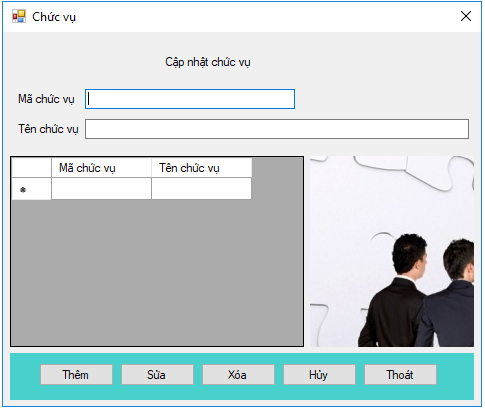 Chức vụ
Cập nhật chức vụ
Mã chức vụ
Tên chức vụ
Mã chức vụ Tên chức vụ
Thêm Sửa Xóa Hủy Thoát